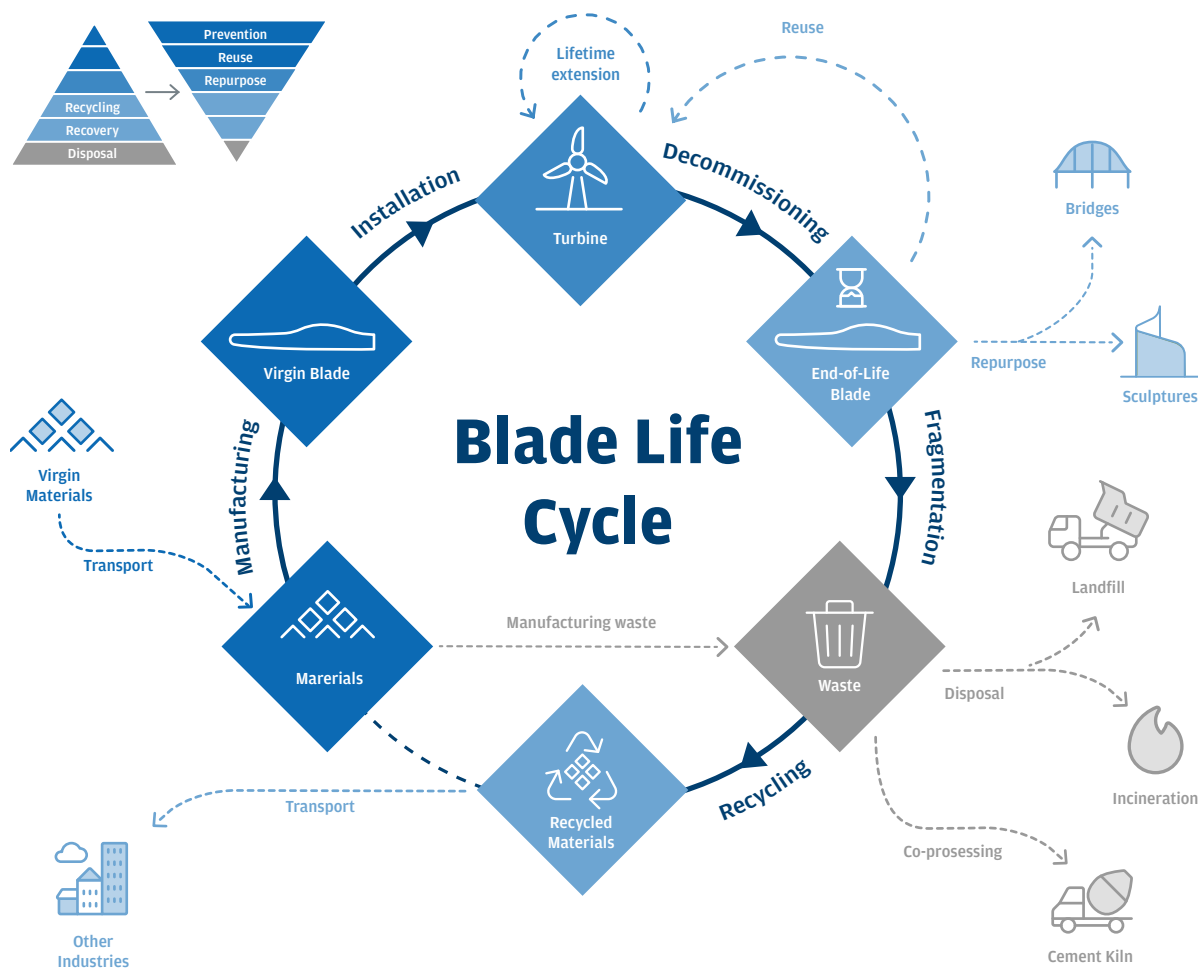 Prevention
Reuse
Repurpose
Recycling
Recovery
Disposal
Lifetime
extension
Reuse
Installation
Decommissioning
Turbine
Bridges
Virgin Blade
End-of-Life
Blade
Repurpose
Sculptures
Blade Life
Cycle
Manufacturing
Fragmentation
Virgin
Materials
Transport
Landfill
Manufacturing waste
Marerials
Waste
Disposal
Recycling
Incineration
Transport
Recycled
Materials
Co-prosessing
Other
Industries
Cement Kiln